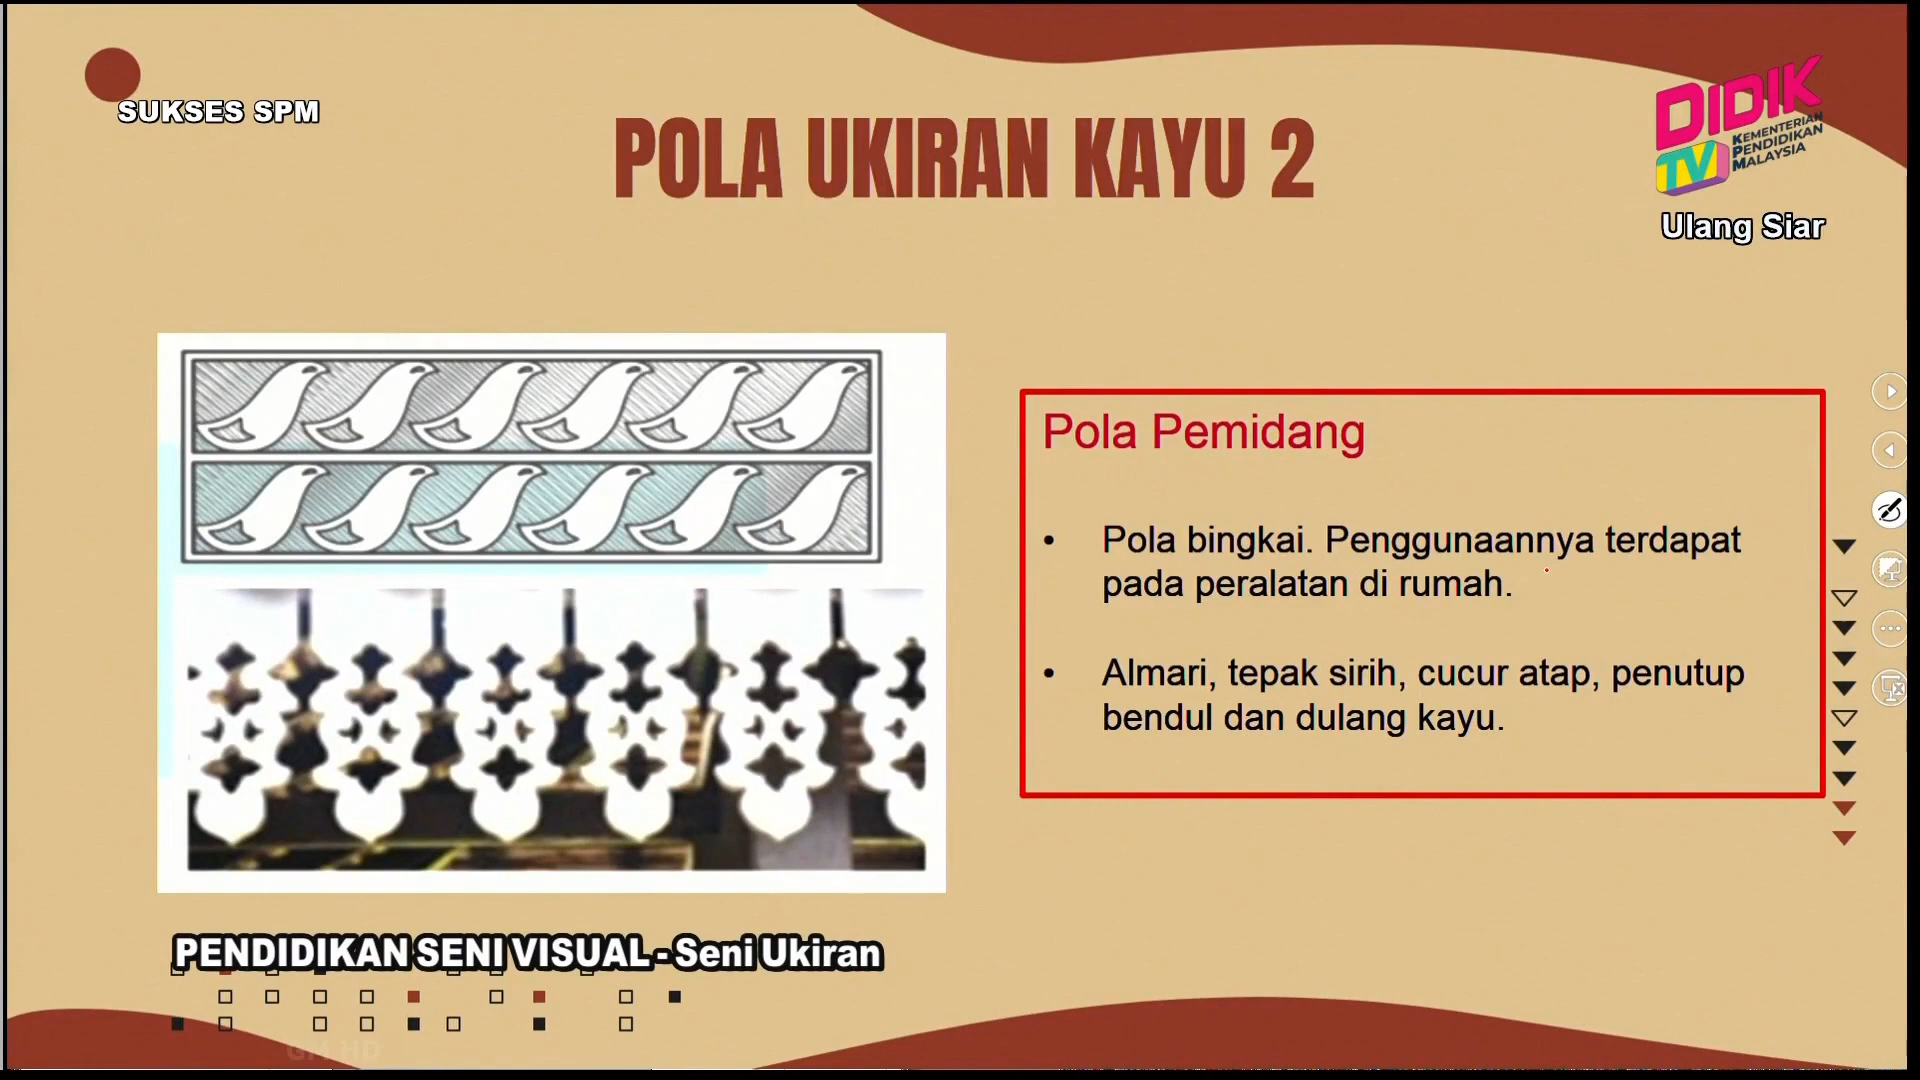 SUKSES SPM
POLA UKIRAN KAYU 2
DIDIK
TV
KEMENTERIAN
PENDIDIKAN
MALAYSIA
Ulang Siar
Pola Pemidang
• Pola bingkai. Penggunaannya terdapat
pada peralatan di rumah.
• Almari, tepak sirih, cucur atap, penutup
bendul dan dulang kayu.
PENDIDIKAN SENI VISUAL - Seni Ukiran
GM HD